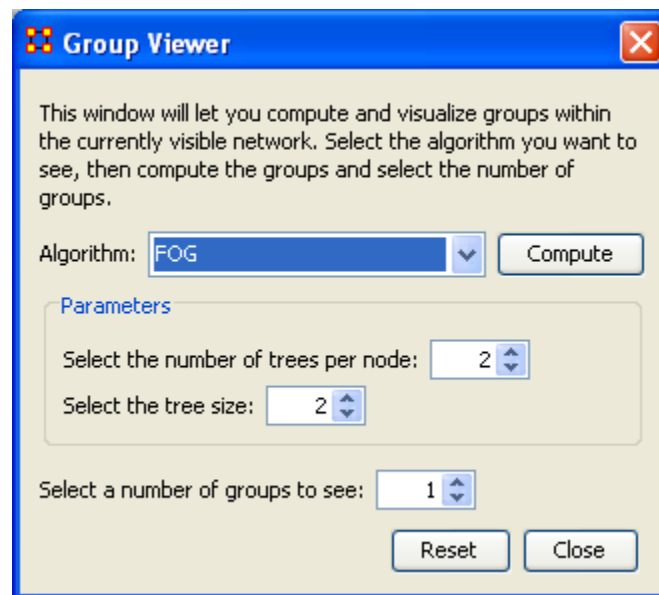 Group Viewer
This window will let you compute and visualize groups within
the currently visible network. Select the algorithm you want to
see, then compute the groups and select the number of
groups.
Algorithm: FOG Compute
Parameters
Select the number of trees per node: 2
Select the tree size: 2
Select a number of groups to see: 1
Reset Close